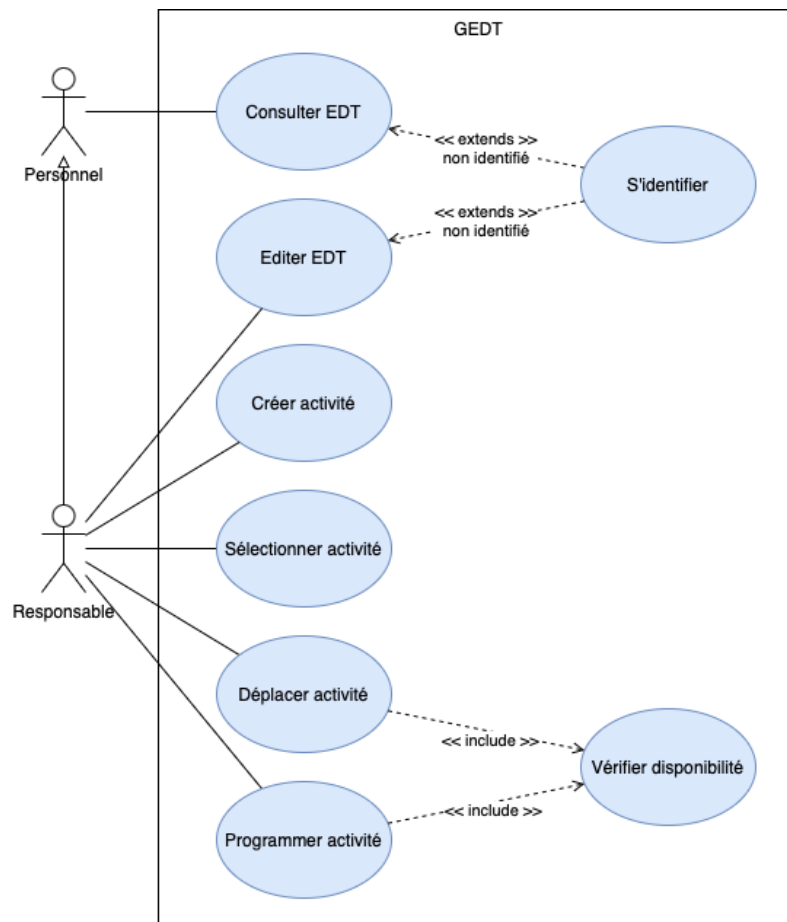 GEDT
Consulter EDT
<< extends >>
non identifié
S'identifier
Personnel
<< extends >>
non identifié
Editer EDT
Créer activité
Sélectionner activité
Responsable
Déplacer activité
<< include >>
Vérifier disponibilité
<< include >>
Programmer activité